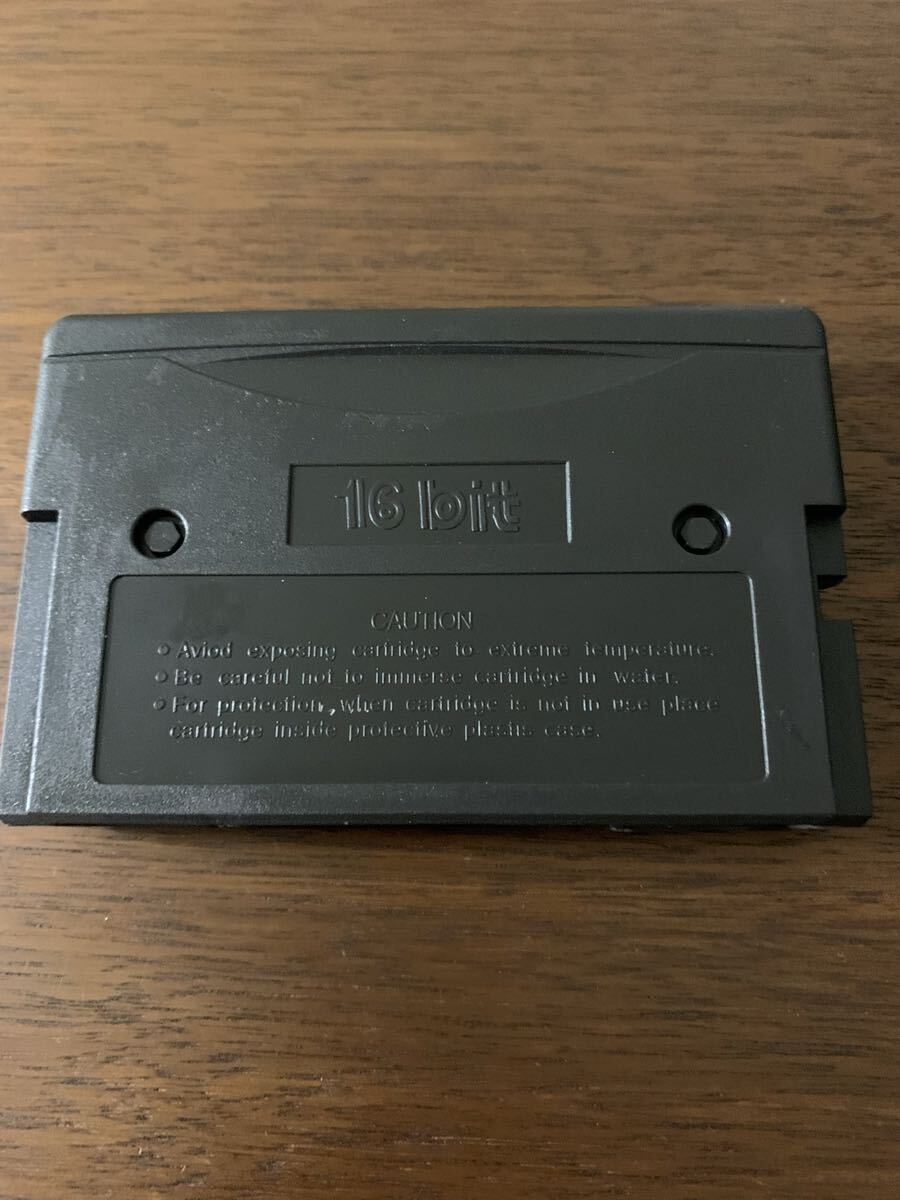 16 bit
CAUTION
○ Aviod exposing cartridge to extreme temperature.
○ Be careful not to immerse cartridge in water.
○ For protection, when cartridge is not in use place
cartridge inside protective plastis case.